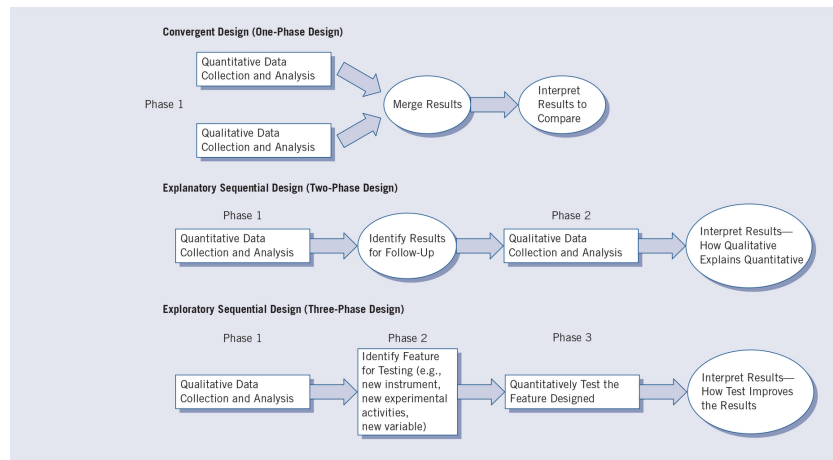 Convergent Design (One-Phase Design)
Quantitative Data
Collection and Analysis
Phase 1
Qualitative Data
Collection and Analysis
Merge Results
Interpret
Results to
Compare
Explanatory Sequential Design (Two-Phase Design)
Phase 1
Quantitative Data
Collection and Analysis
Identify Results
for Follow-Up
Phase 2
Qualitative Data
Collection and Analysis
Interpret Results—
How Qualitative
Explains Quantitative
Exploratory Sequential Design (Three-Phase Design)
Phase 1
Qualitative Data
Collection and Analysis
Phase 2
Identify Feature
for Testing (e.g.,
new instrument,
new experimental
activities,
new variable)
Phase 3
Quantitatively Test the
Feature Designed
Interpret Results—
How Test Improves
the Results